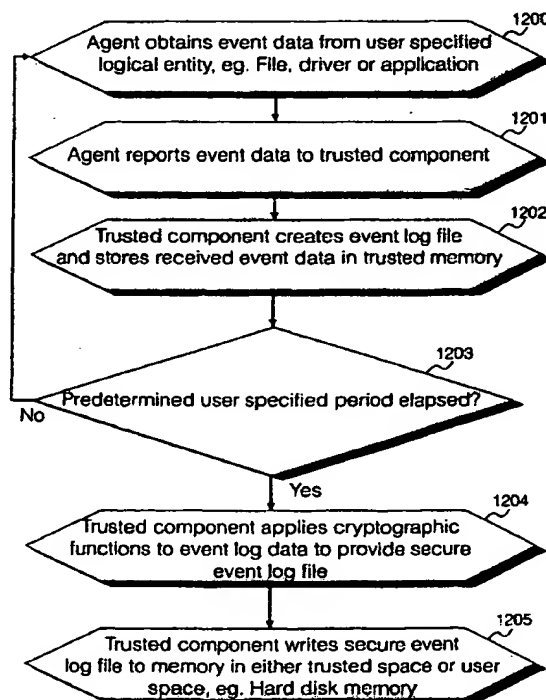 1200
Agent obtains event data from user specified
logical entity, eg. File, driver or application
1201
Agent reports event data to trusted component
1202
Trusted component creates event log file
and stores received event data in trusted memory
1203
Predetermined user specified period elapsed?
No
Yes
1204
Trusted component applies cryptographic
functions to event log data to provide secure
event log file
1205
Trusted component writes secure event
log file to memory in either trusted space or user
space, eg. Hard disk memory